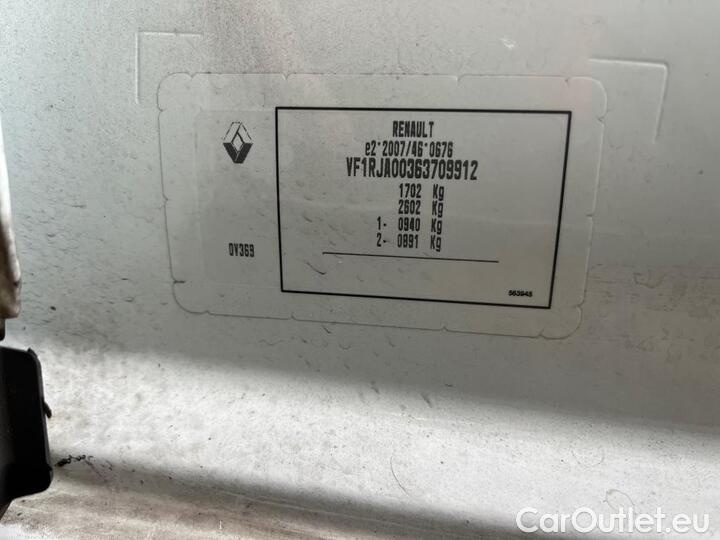 RENAULT
e2*2007/46*0676
VF1RJA00363709912
1702 Kg
2602 Kg
1- 0940 Kg
2- 0891 Kg
QV369
563945
CarOutlet.eu